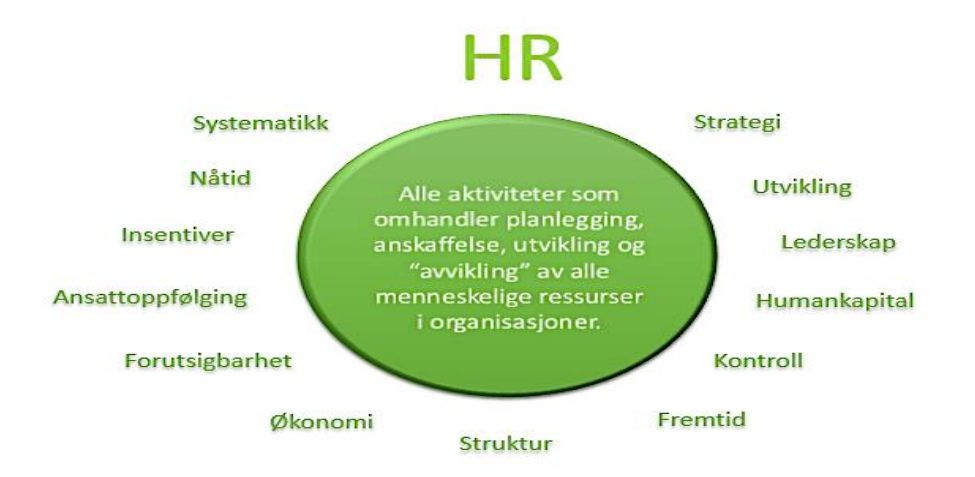 HR
Systematikk
Strategi
Nåtid
Utvikling
Insentiver
Lederskap
Ansattoppfølging
Humankapital
Forutsigbarhet
Kontroll
Økonomi
Fremtid
Struktur
Alle aktiviteter som
omhandler planlegging,
anskaffelse, utvikling og
“avvikling” av alle
menneskelige ressurser
i organisasjoner.